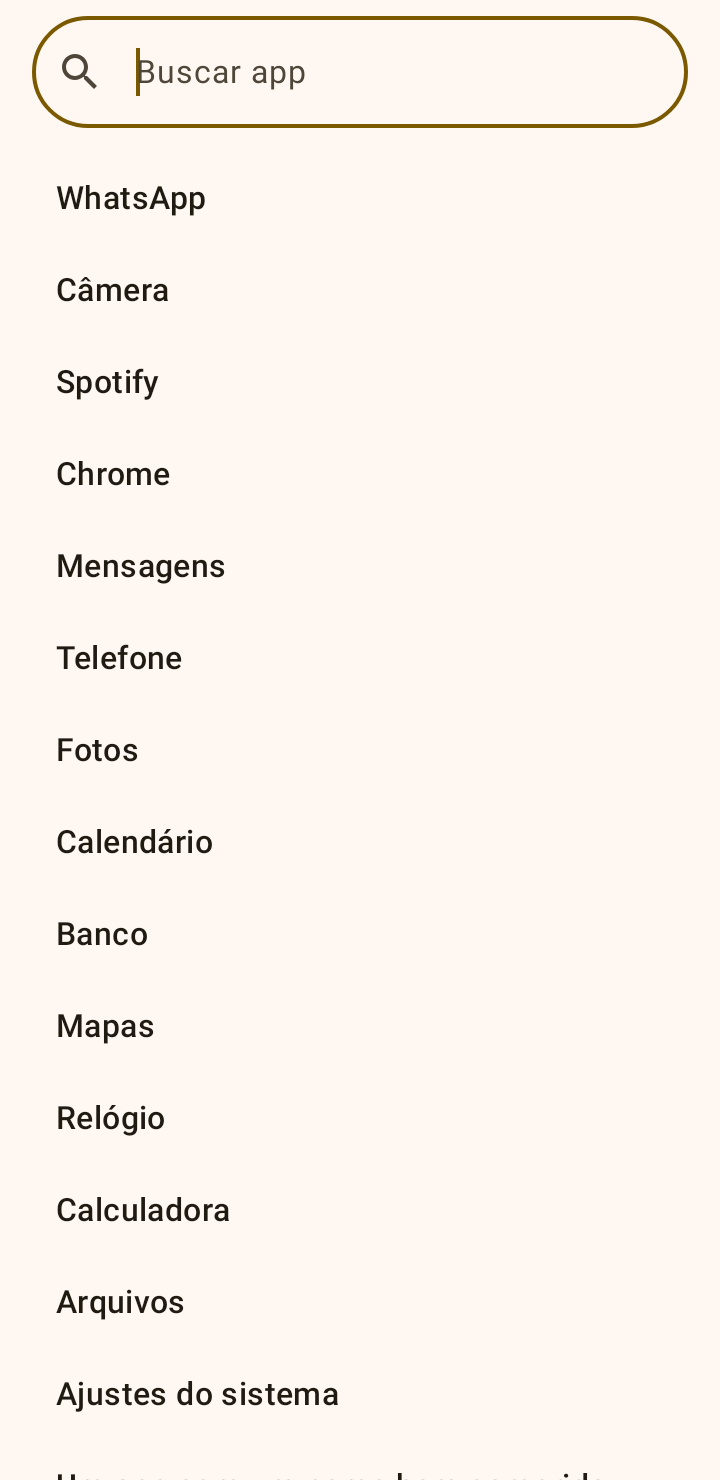 Buscar app
WhatsApp
Câmera
Spotify
Chrome
Mensagens
Telefone
Fotos
Calendário
Banco
Mapas
Relógio
Calculadora
Arquivos
Ajustes do sistema